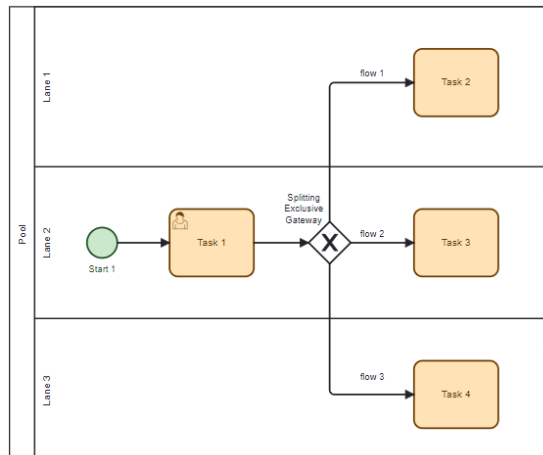 Pool
Lane 1
flow 1
Task 2
Lane 2
Start 1
Task 1
Splitting
Exclusive
Gateway
X
flow 2
Task 3
Lane 3
flow 3
Task 4